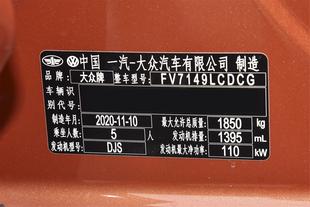 中国 一汽-大众汽车有限公司 制造
大众牌 整车型号 FV7149LCDCG
车辆识
别代号
制造年月 2020-11-10 最大允许总质量 1850 kg
乘坐人数 5 人 发动机排量 1395 mL
发动机型号 DJS 发动机最大净功率 110 kW